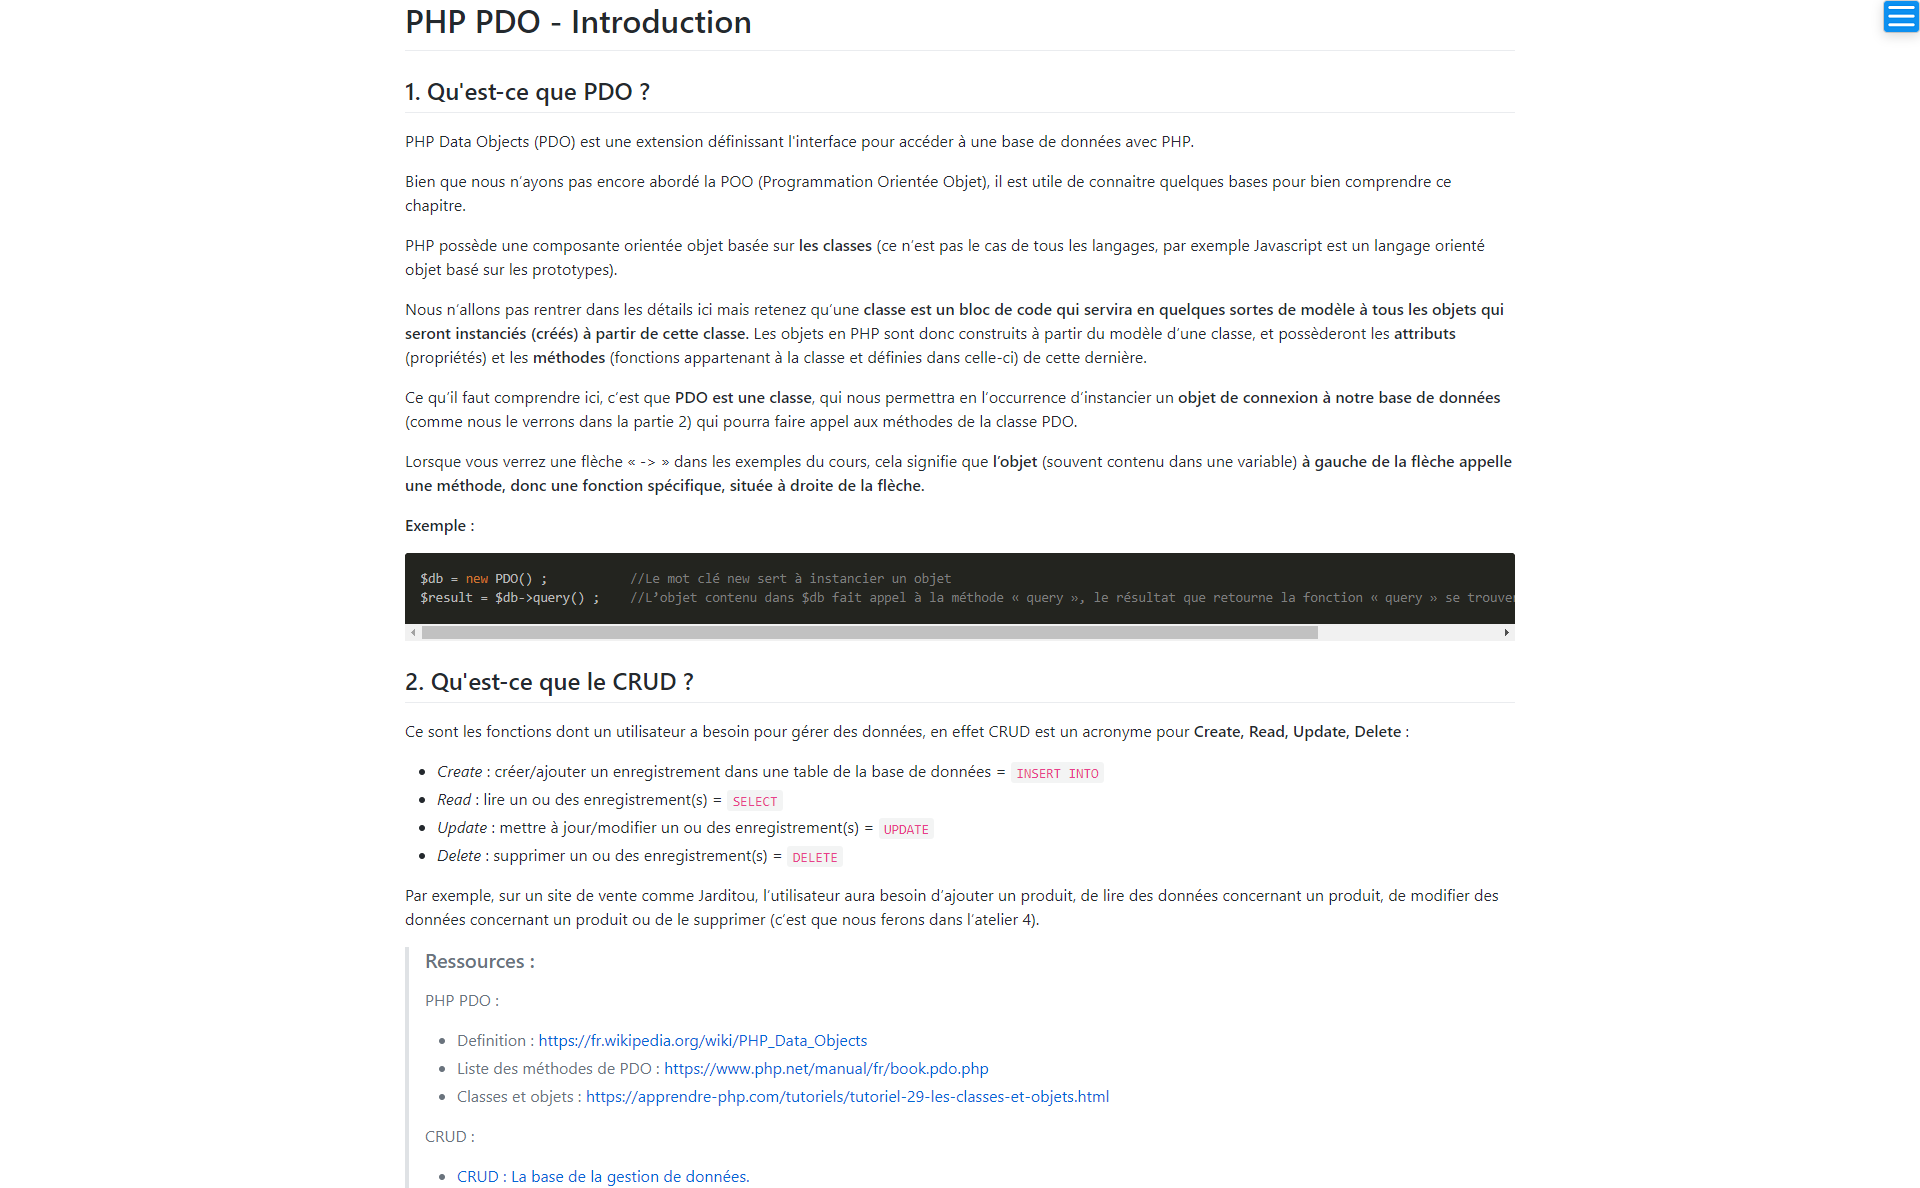 PHP PDO - Introduction
1. Qu'est-ce que PDO ?
PHP Data Objects (PDO) est une extension définissant l'interface pour accéder à une base de données avec PHP.
Bien que nous n’ayons pas encore abordé la POO (Programmation Orientée Objet), il est utile de connaitre quelques bases pour bien comprendre ce
chapitre.
PHP possède une composante orientée objet basée sur les classes (ce n’est pas le cas de tous les langages, par exemple Javascript est un langage orienté
objet basé sur les prototypes).
Nous n’allons pas rentrer dans les détails ici mais retenez qu’une classe est un bloc de code qui servira en quelques sortes de modèle à tous les objets qui
seront instanciés (créés) à partir de cette classe. Les objets en PHP sont donc construits à partir du modèle d’une classe, et possèderont les attributs
(propriétés) et les méthodes (fonctions appartenant à la classe et définies dans celle-ci) de cette dernière.
Ce qu’il faut comprendre ici, c’est que PDO est une classe, qui nous permettra en l’occurrence d’instancier un objet de connexion à notre base de données
(comme nous le verrons dans la partie 2) qui pourra faire appel aux méthodes de la classe PDO.
Lorsque vous verrez une flèche « -> » dans les exemples du cours, cela signifie que l’objet (souvent contenu dans une variable) à gauche de la flèche appelle
une méthode, donc une fonction spécifique, située à droite de la flèche.
Exemple :
$db = new PDO() ;           //Le mot clé new sert à instancier un objet
$result = $db->query() ;    //L’objet contenu dans $db fait appel à la méthode « query », le résultat que retourne la fonction « query » se
2. Qu'est-ce que le CRUD ?
Ce sont les fonctions dont un utilisateur a besoin pour gérer des données, en effet CRUD est un acronyme pour Create, Read, Update, Delete :
• Create : créer/ajouter un enregistrement dans une table de la base de données = INSERT INTO
• Read : lire un ou des enregistrement(s) = SELECT
• Update : mettre à jour/modifier un ou des enregistrement(s) = UPDATE
• Delete : supprimer un ou des enregistrement(s) = DELETE
Par exemple, sur un site de vente comme Jarditou, l’utilisateur aura besoin d’ajouter un produit, de lire des données concernant un produit, de modifier des
données concernant un produit ou de le supprimer (c’est que nous ferons dans l’atelier 4).
Ressources :
PHP PDO :
• Definition : https://fr.wikipedia.org/wiki/PHP_Data_Objects
• Liste des méthodes de PDO : https://www.php.net/manual/fr/book.pdo.php
• Classes et objets : https://apprendre-php.com/tutoriels/tutoriel-29-les-classes-et-objets.html
CRUD :
• CRUD : La base de la gestion de données.